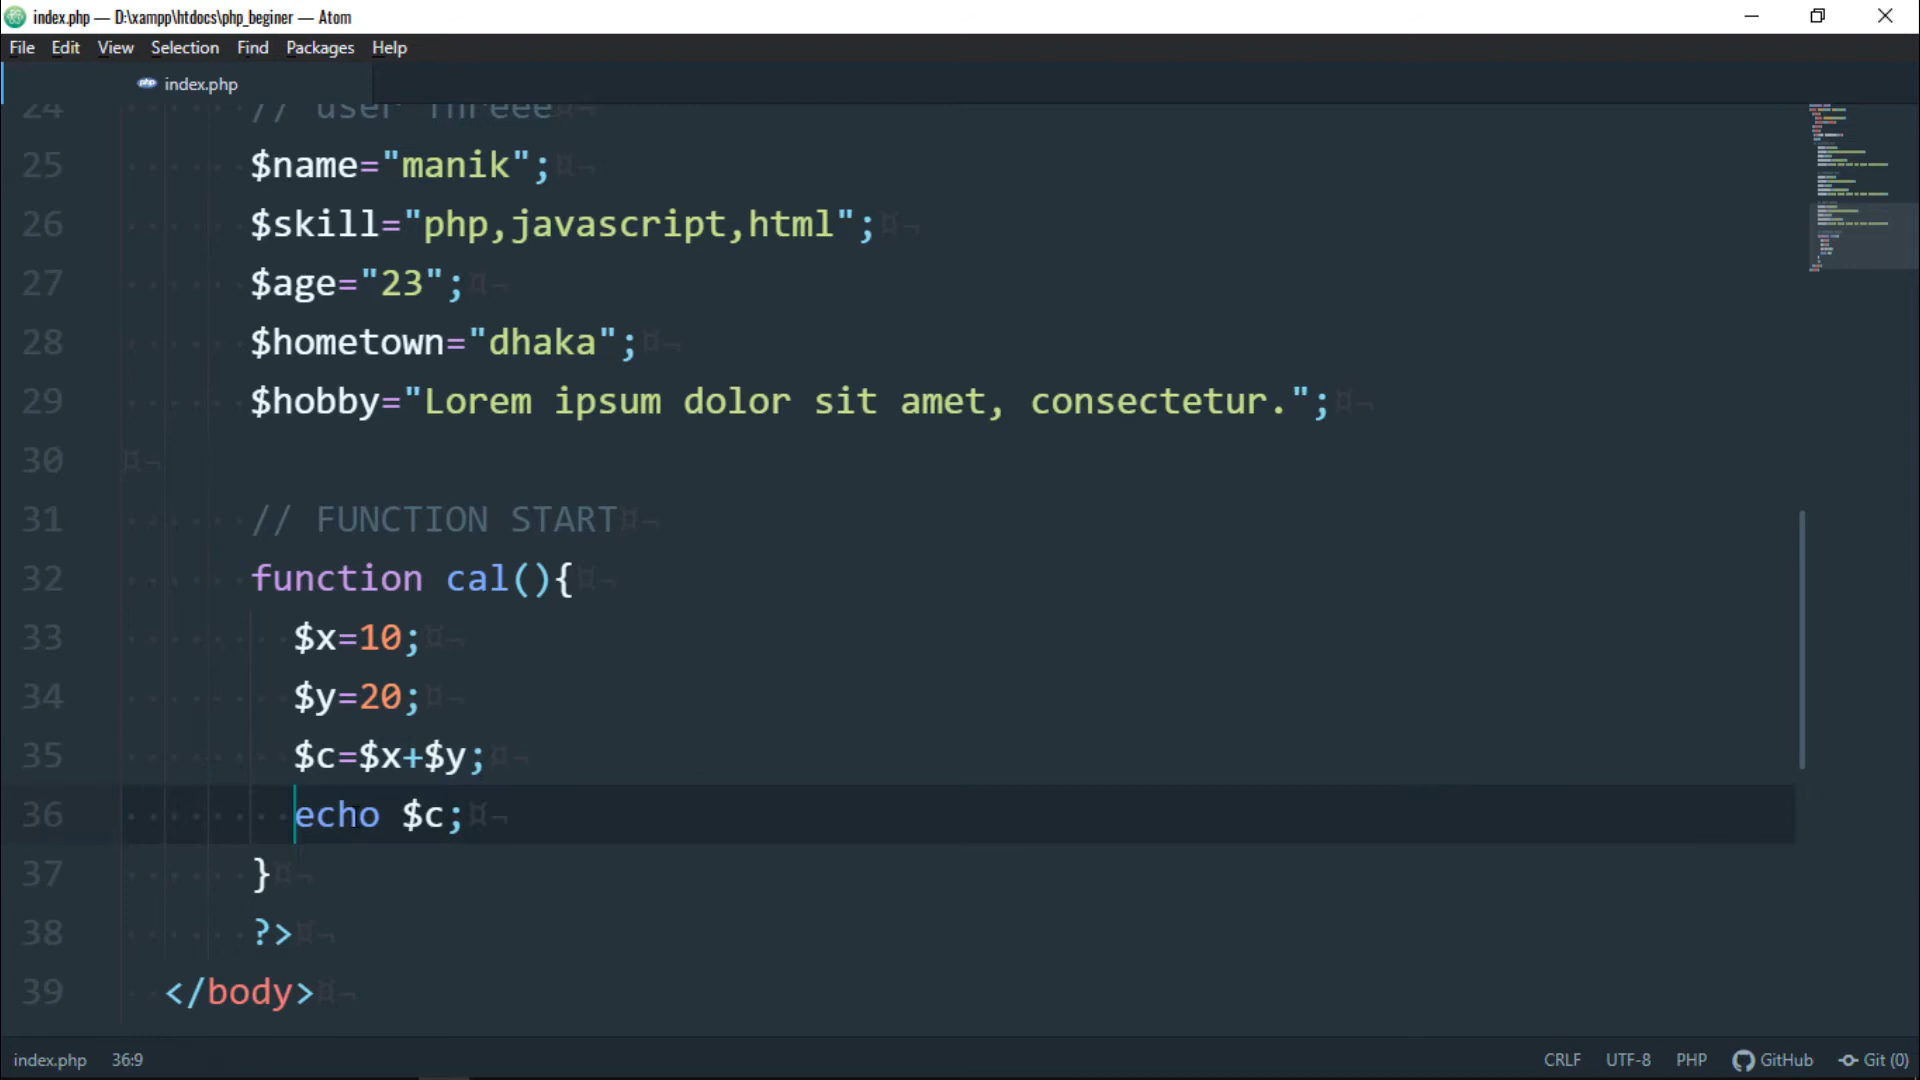 index.php — D:\xampp\htdocs\php_beginer — Atom
File Edit View Selection Find Packages Help
index.php
24 // user Threee
25 $name="manik";
26 $skill="php,javascript,html";
27 $age="23";
28 $hometown="dhaka";
29 $hobby="Lorem ipsum dolor sit amet, consectetur.";
30
31 // FUNCTION START
32 function cal(){
33 $x=10;
34 $y=20;
35 $c=$x+$y;
36 echo $c;
37 }
38 ?>
39 </body>
index.php 36:9 CRLF UTF-8 PHP GitHub Git (0)